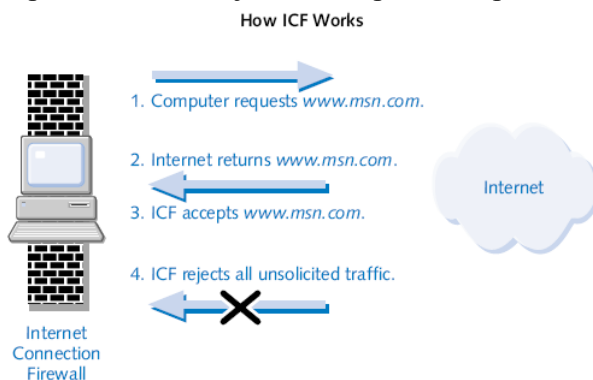 How ICF Works
1. Computer requests www.msn.com.
2. Internet returns www.msn.com.
3. ICF accepts www.msn.com.
4. ICF rejects all unsolicited traffic.
Internet
Internet
Connection
Firewall